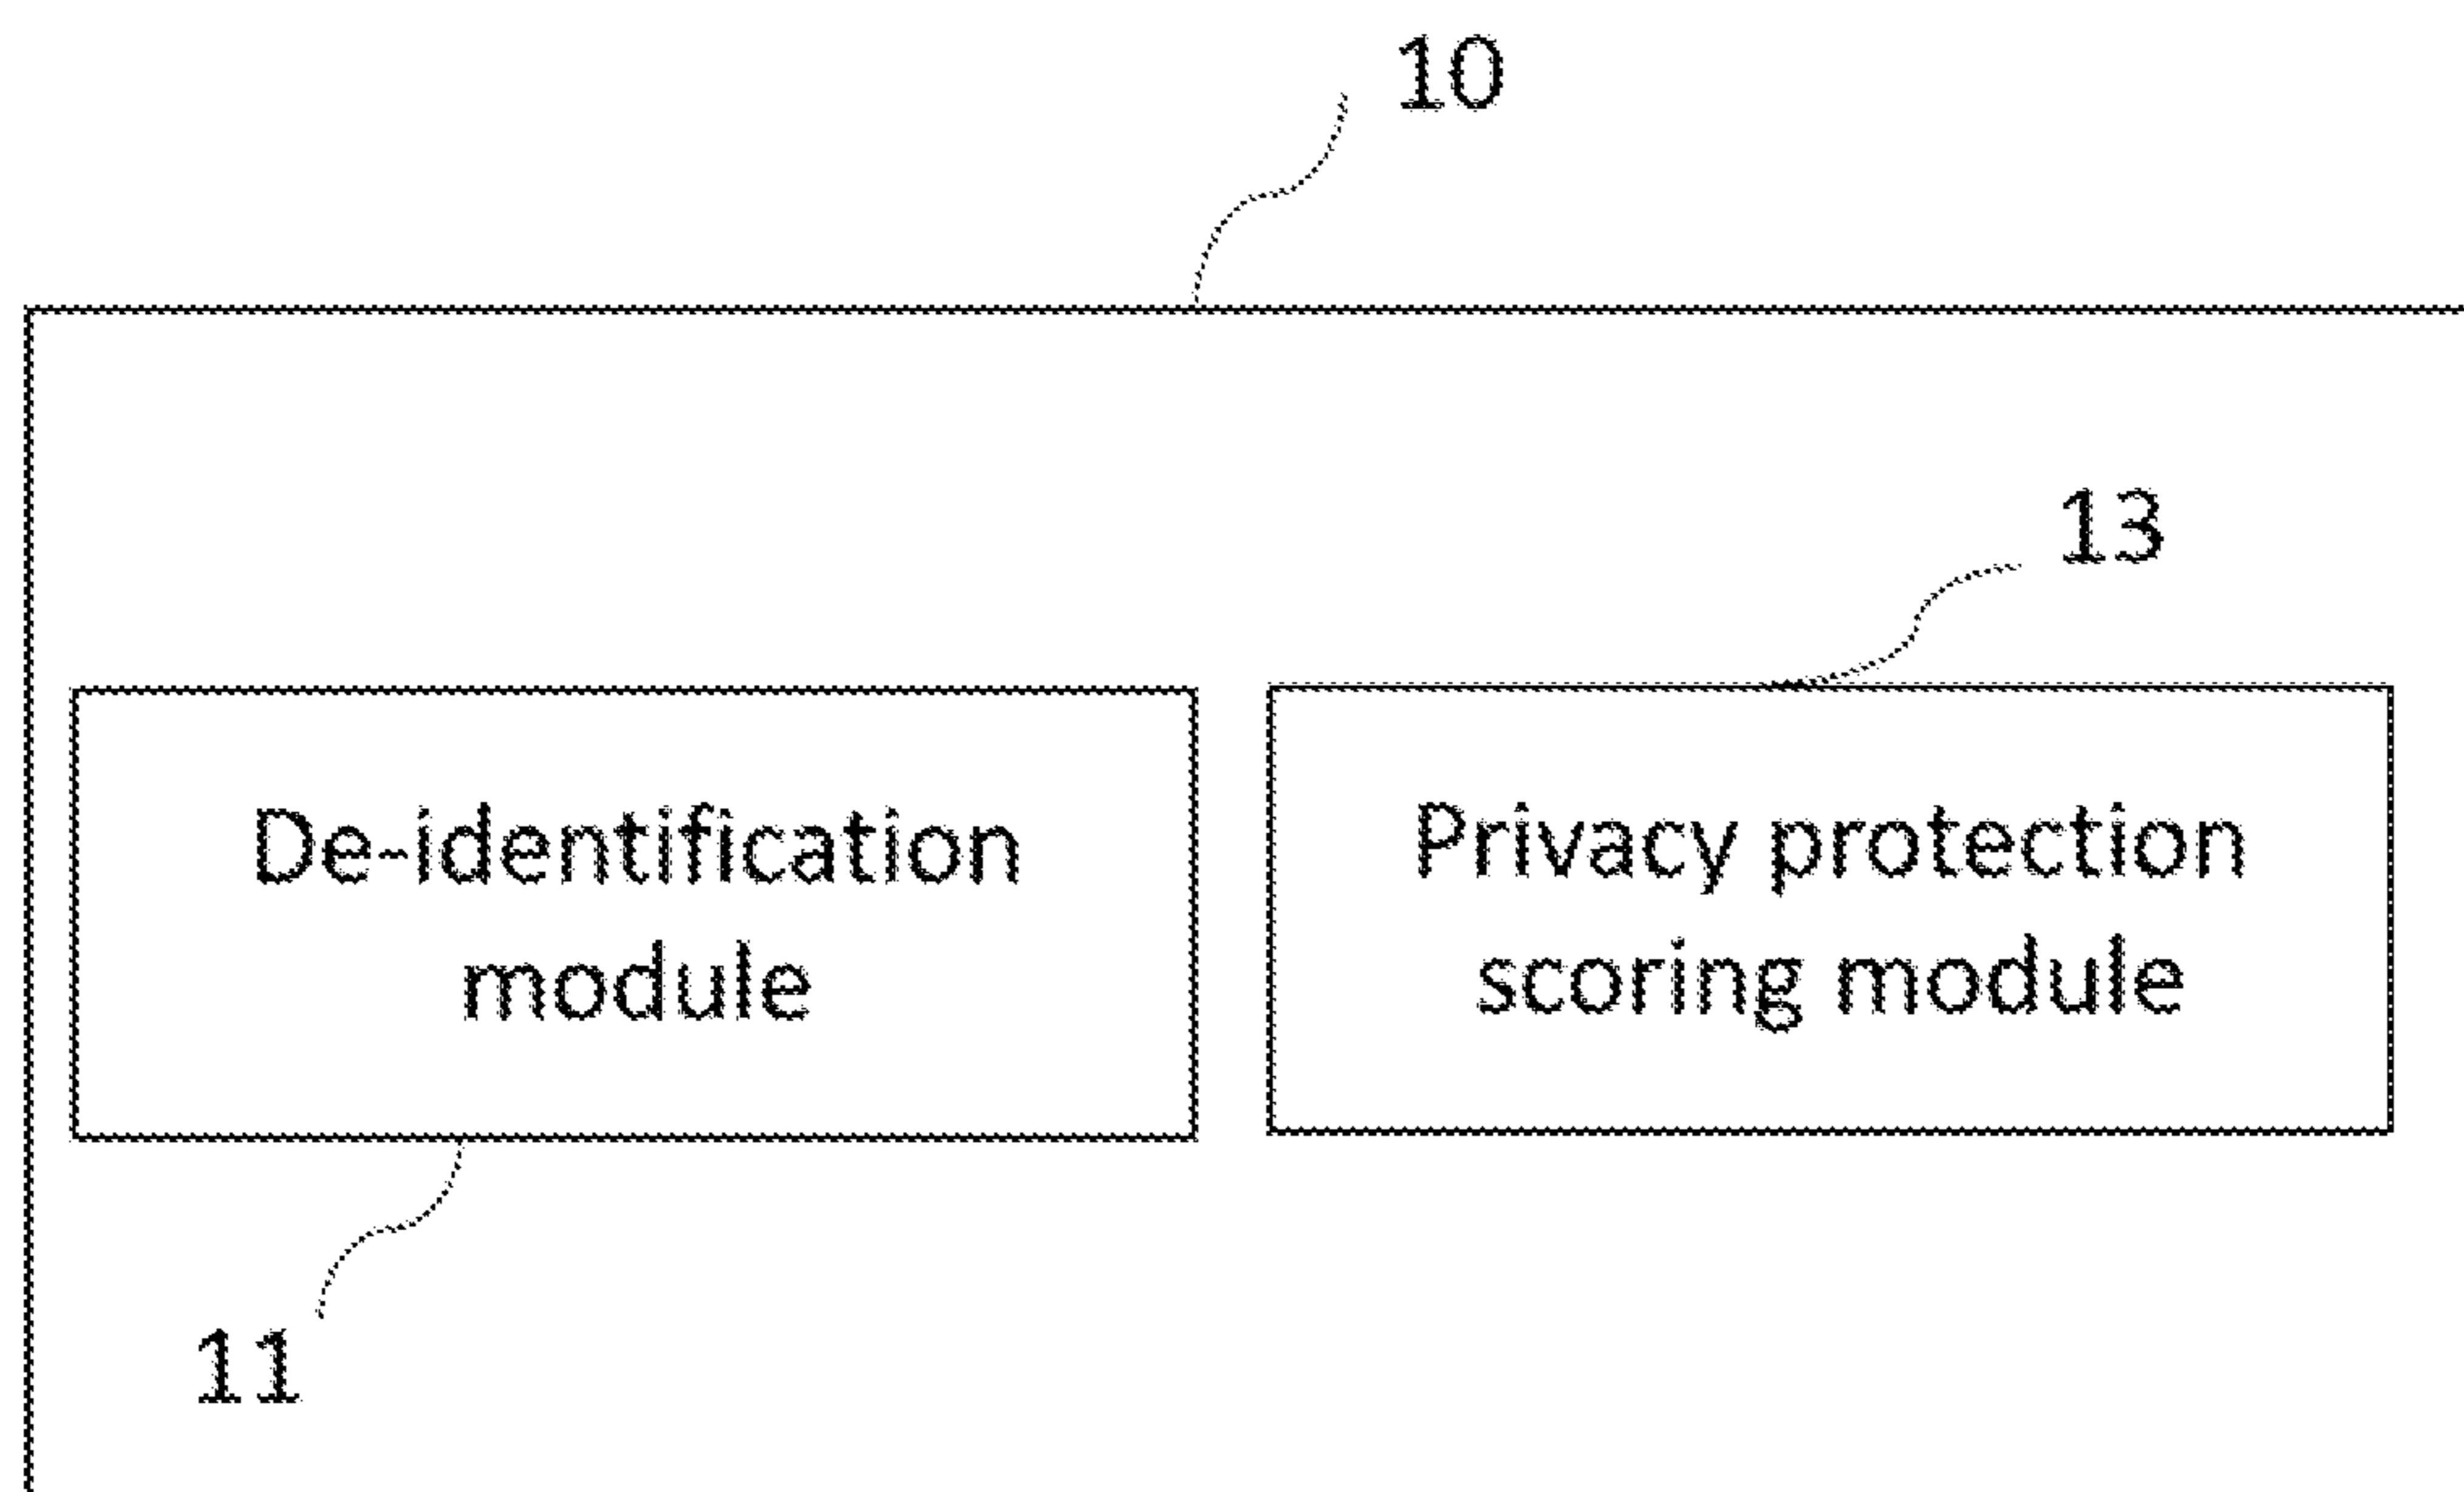 10
13
De-identification
module
Privacy protection
scoring module
11